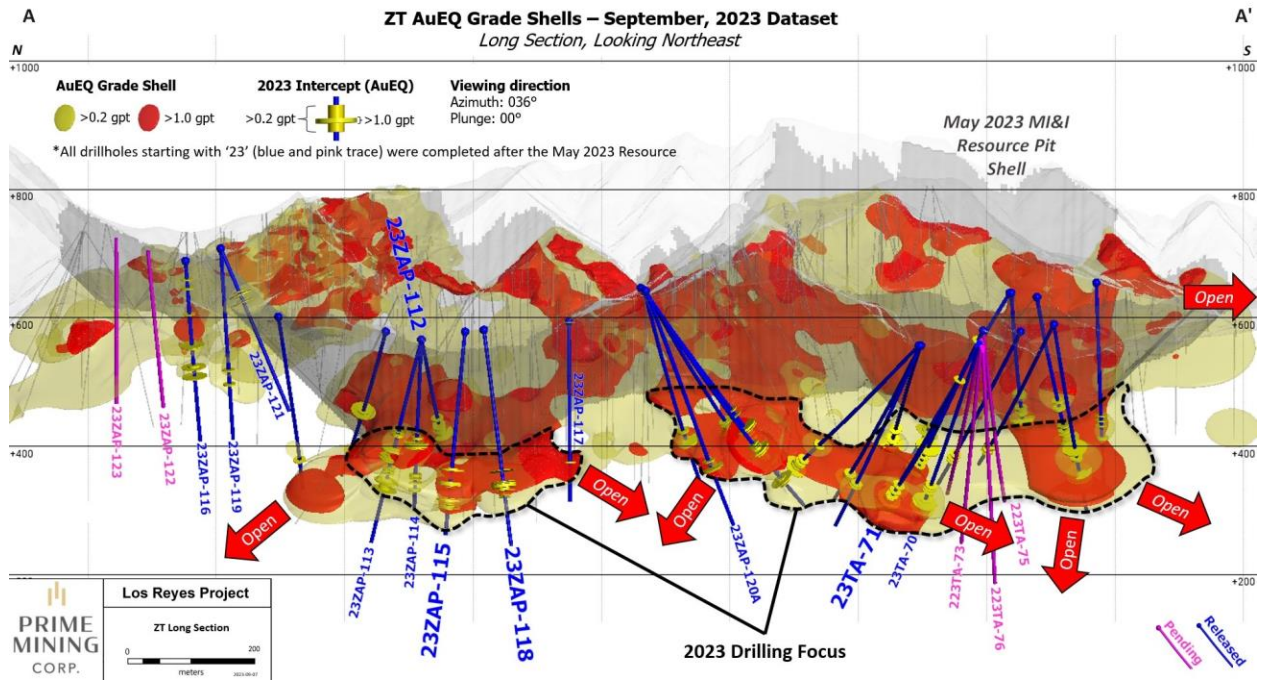 A
ZT AuEQ Grade Shells – September, 2023 Dataset
A'
N
Long Section, Looking Northeast
S
+1000
+1000
AuEQ Grade Shell
2023 Intercept (AuEQ)
Viewing direction
>0.2 gpt
>1.0 gpt
>0.2 gpt
>1.0 gpt
Azimuth: 036°
Plunge: 00°
*All drillholes starting with ‘23’ (blue and pink trace) were completed after the May 2023 Resource
May 2023 MI&I
Resource Pit
Shell
+800
+800
23ZAP-112
Open
+600
+600
23ZAP-123
23ZAP-122
23ZAP-116
23ZAP-119
23ZAP-121
23ZAP-117
+400
+400
Open
23ZAP-113
23ZAP-114
23ZAP-115
23ZAP-118
Open
Open
23ZAP-120A
23TA-71
23TA-70
Open
223TA-73
223TA-76
223TA-75
Open
Open
+200
PRIME
MINING
CORP.
Los Reyes Project
ZT Long Section
0
200
meters
2023-09-07
2023 Drilling Focus
Pending
Released